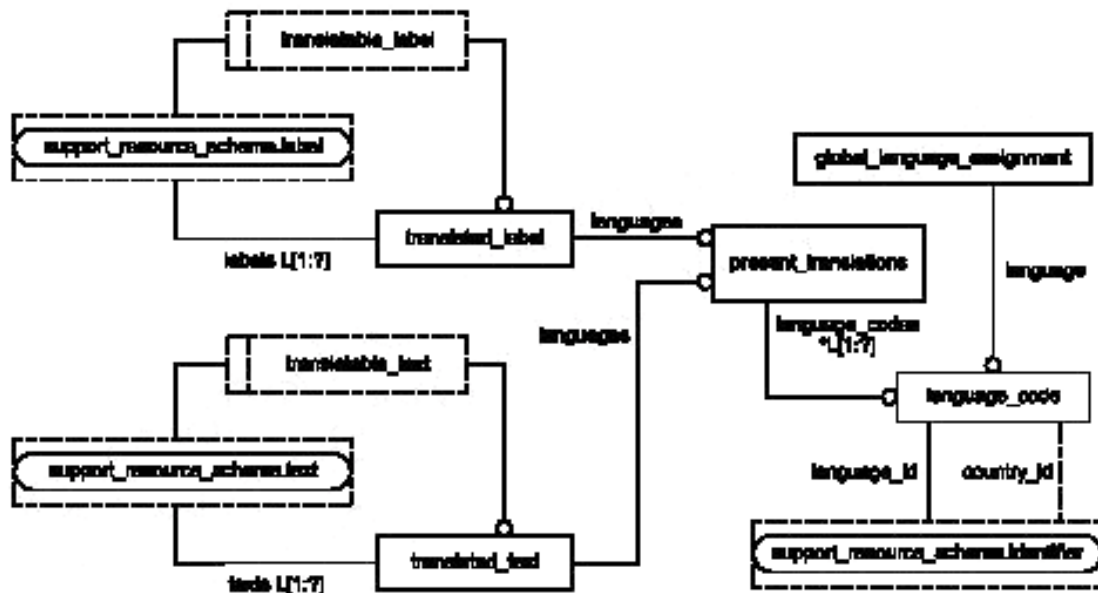 translatable_label
support_resource_schema.label
global_language_assignment
languages
translated_label
labels L[1:?]
present_translations
language
languages
language_codes
*L[1:?]
translatable_text
language_code
support_resource_schema.text
language_id
country_id
translated_text
support_resource_schema.identifier
texts L[1:?]